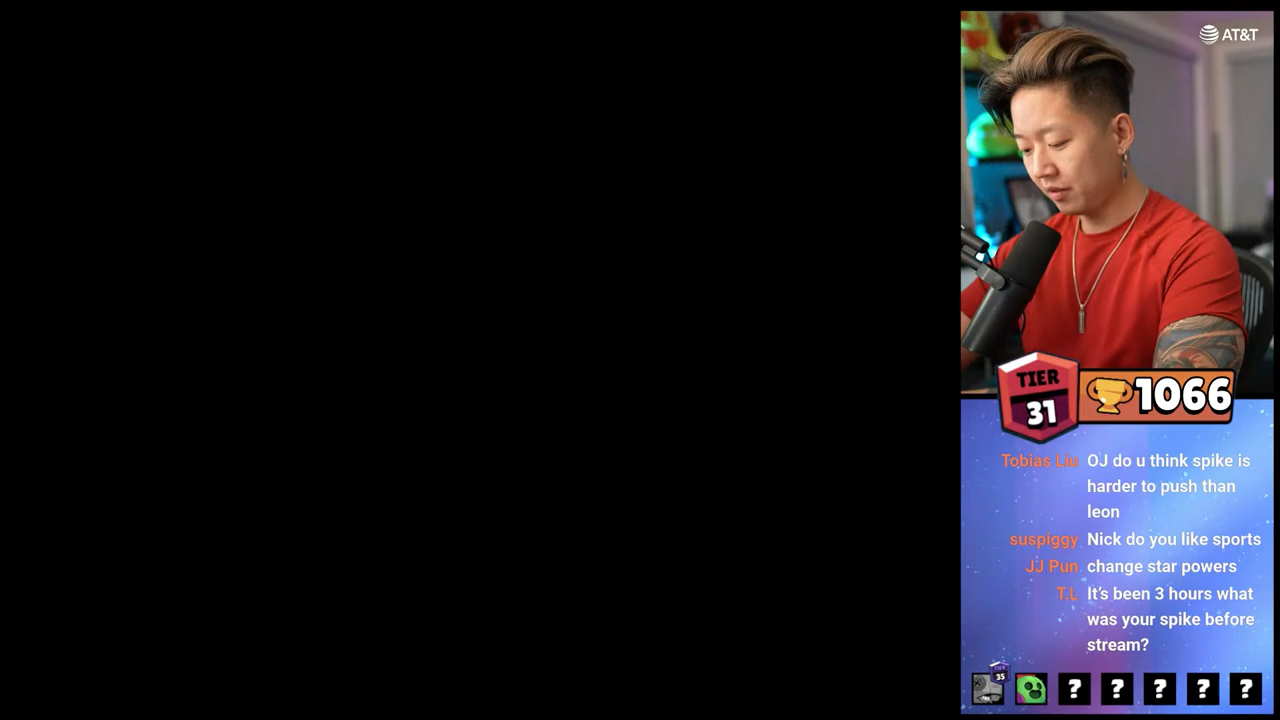 AT&T
TIER
31
1066
Tobias Liu OJ do u think spike is
harder to push than
leon
suspiggy Nick do you like sports
JJ Pun change star powers
T.L It's been 3 hours what
was your spike before
stream?
TIER
35
? ? ? ? ?